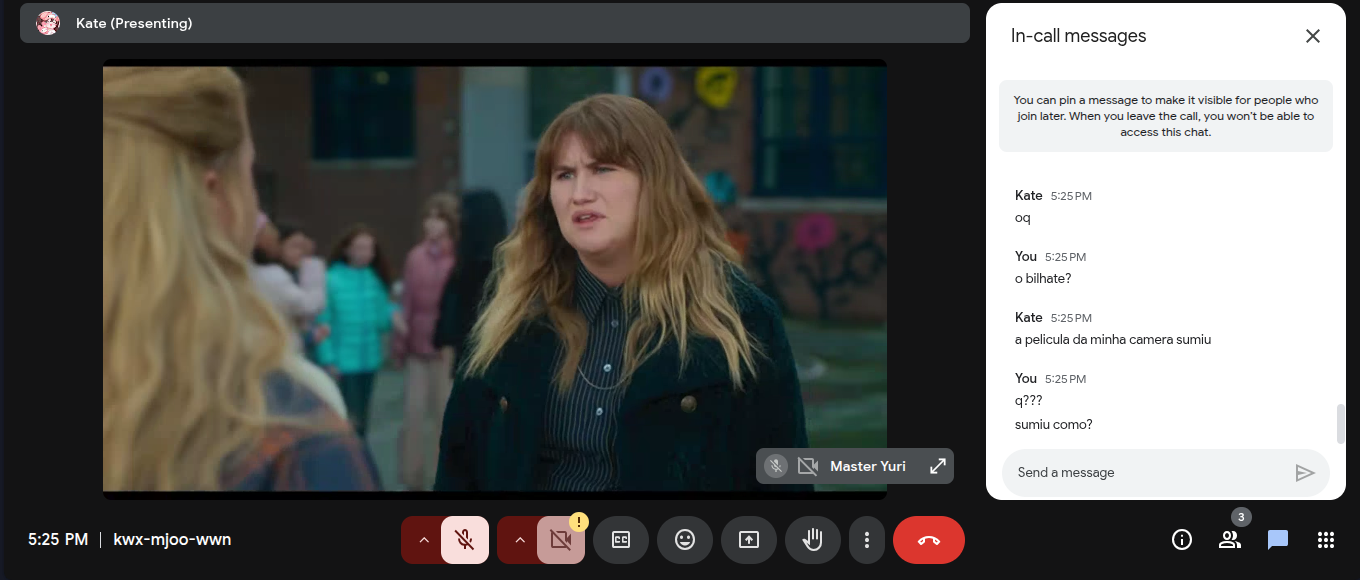 Kate (Presenting)
In-call messages
You can pin a message to make it visible for people who
join later. When you leave the call, you won't be able to
access this chat.
Kate 5:25 PM
oq
You 5:25 PM
o bilhate?
Kate 5:25 PM
a pelicula da minha camera sumiu
You 5:25 PM
q???
sumiu como?
Send a message
Master Yuri
5:25 PM | kwx-mjoo-wwn
!
CC
3